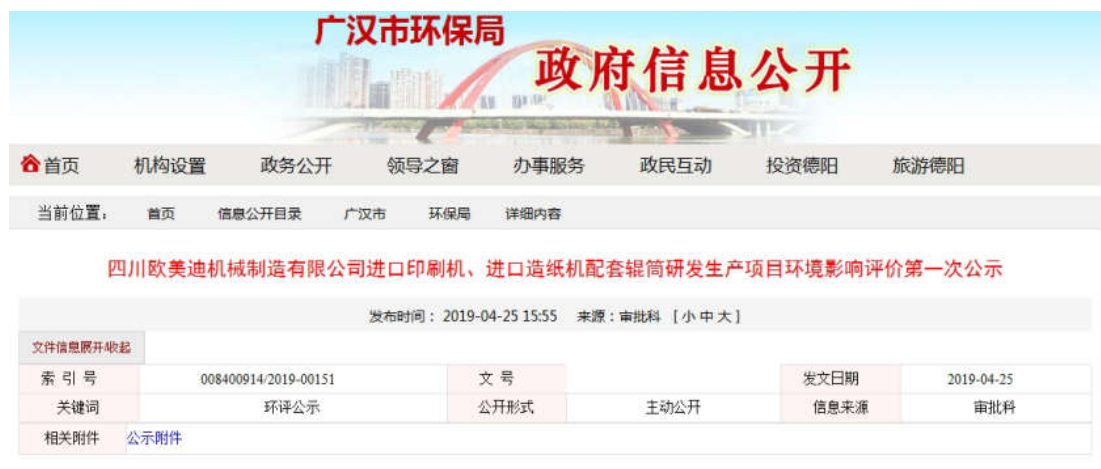 广汉市环保局
政府信息公开
首页 机构设置 政务公开 领导之窗 办事服务 政民互动 投资德阳 旅游德阳
当前位置： 首页 信息公开目录 广汉市 环保局 详细内容
四川欧美迪机械制造有限公司进口印刷机、进口造纸机配套辊筒研发生产项目环境影响评价第一次公示
发布时间： 2019-04-25 15:55 来源：审批科 [ 小 中 大 ]
文件信息展开/收起
索 引 号 008400914/2019-00151 文 号 发文日期 2019-04-25
关键词 环评公示 公开形式 主动公开 信息来源 审批科
相关附件 公示附件